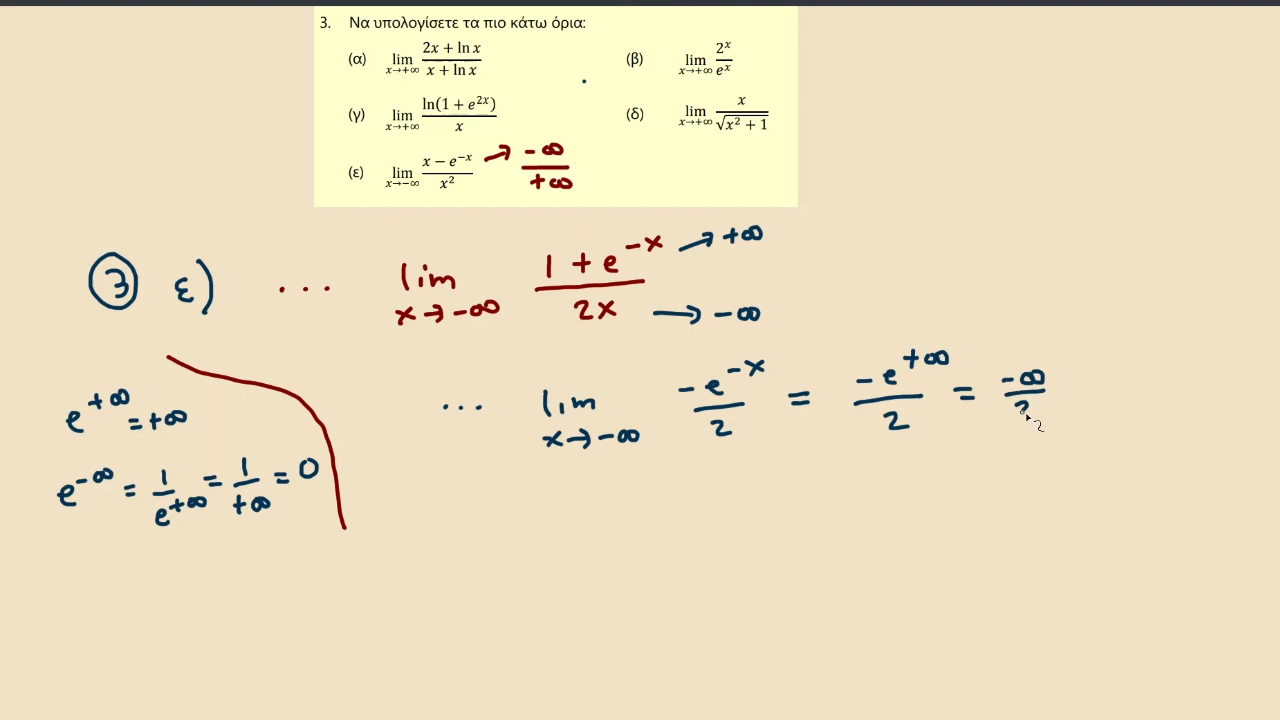 3. Να υπολογίσετε τα πιο κάτω όρια:
(α) lim x→+∞ (2x + ln x)/(x + ln x) (β) lim x→+∞ 2^x/e^x
(γ) lim x→+∞ ln(1 + e^{2x})/x (δ) lim x→+∞ x/√(x² + 1)
(ε) lim x→−∞ (x − e^{−x})/x² → −∞/+∞
3 ε) ... lim x→−∞ (1 + e^{−x})/(2x) → +∞ → −∞
e^{+∞} = +∞
e^{−∞} = 1/e^{+∞} = 1/+∞ = 0
... lim x→−∞ −e^{−x}/2 = −e^{+∞}/2 = −∞/2